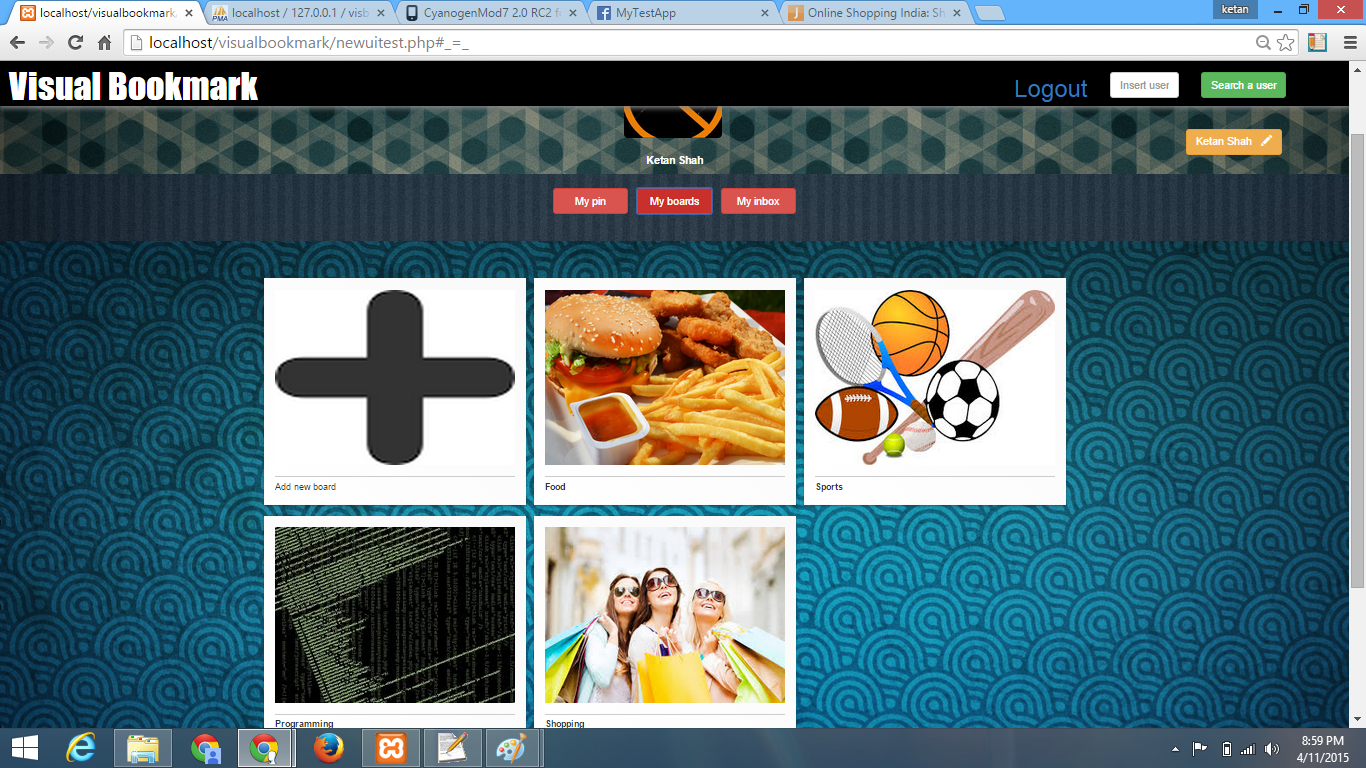 ketan
localhost/visualbookmark,
PMA
localhost / 127.0.0.1 / visb
CyanogenMod7 2.0 RC2 f
MyTestApp
J
Online Shopping India: Sh
localhost/visualbookmark/newuitest.php#_=_
Visual Bookmark
Logout
Insert user
Search a user
Ketan Shah
Ketan Shah
My pin
My boards
My inbox
Add new board
Food
Sports
Programming
Shopping
8:59 PM
4/11/2015